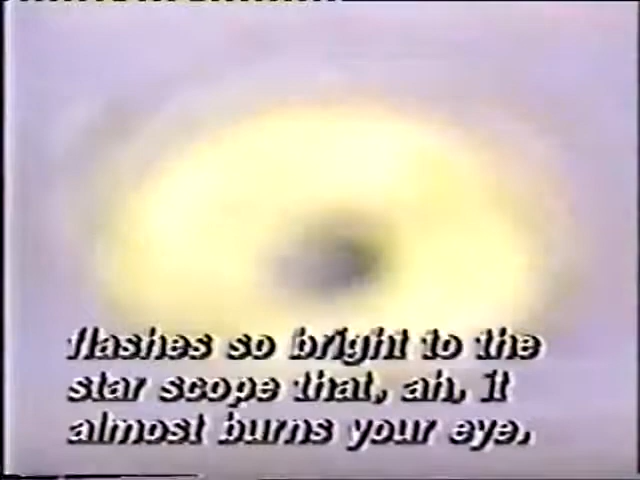 flashes so bright to the
star scope that, ah, it
almost burns your eye,